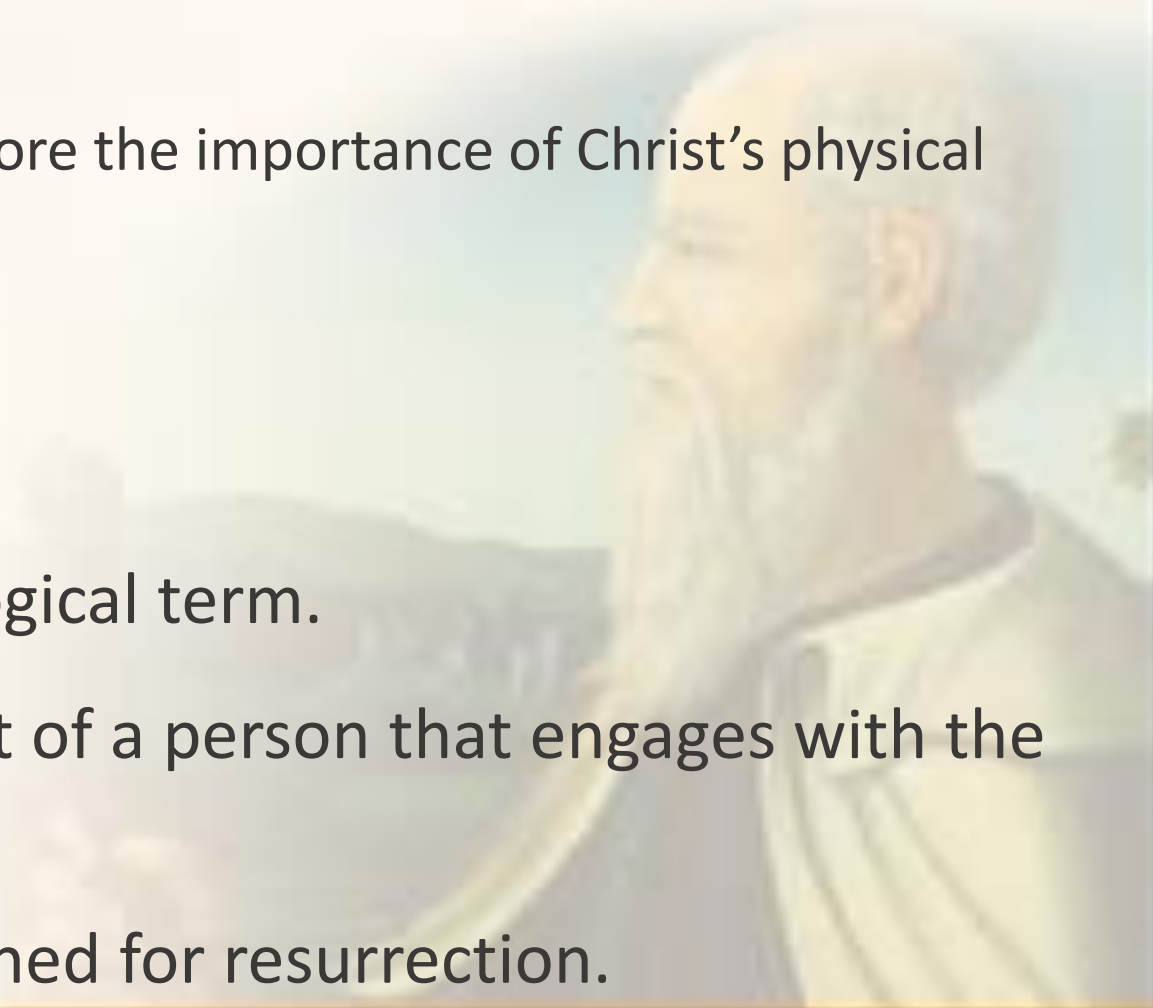 ore the importance of Christ’s physical
gical term.
t of a person that engages with the
ned for resurrection.